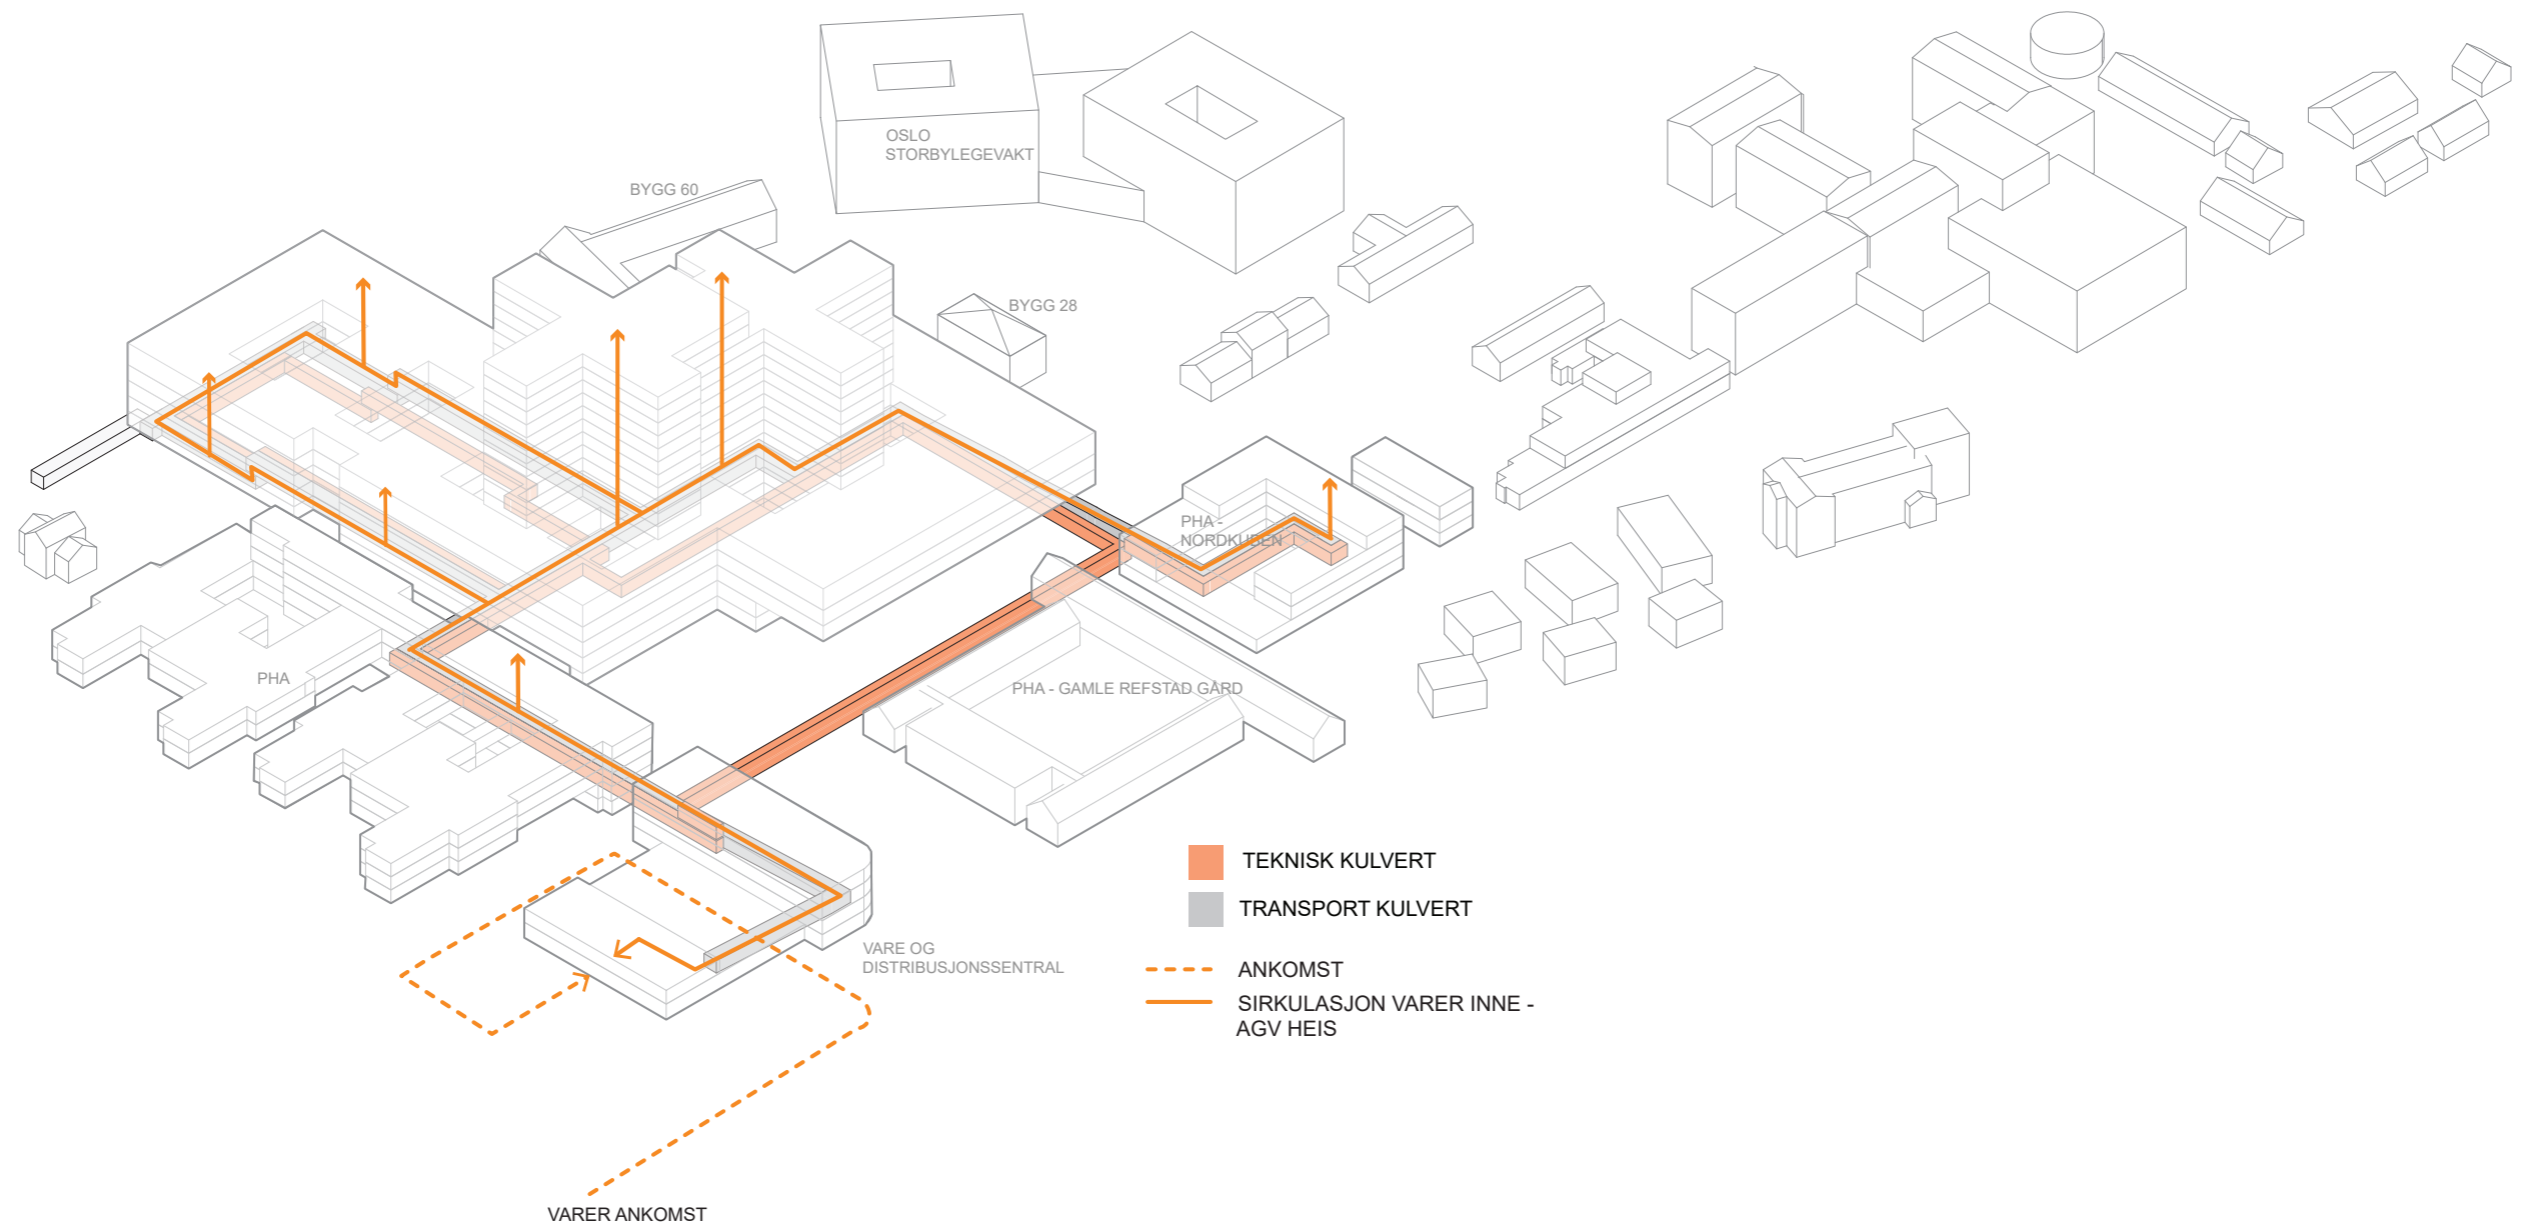 OSLO
STORBYLEGEVAKT
BYGG 60
BYGG 28
PHA -
NORDKUBEN
PHA
PHA - GAMLE REFSTAD GÅRD
VARE OG
DISTRIBUSJONSSENTRAL
TEKNISK KULVERT
TRANSPORT KULVERT
ANKOMST
SIRKULASJON VARER INNE -
AGV HEIS
VARER ANKOMST